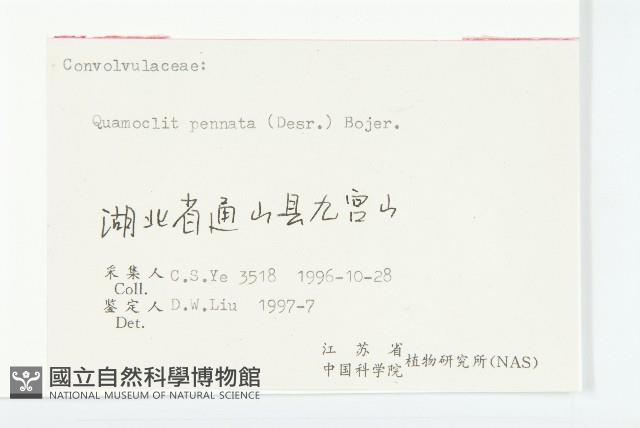 Convolvulaceae:
Quamoclit pennata (Desr.) Bojer.
湖北省通山县九宫山
采集人 C.S.Ye 3518 1996-10-28
Coll.
鉴定人 D.W.Liu 1997-7
Det.
江苏省
中国科学院 植物研究所(NAS)
國立自然科學博物館
NATIONAL MUSEUM OF NATURAL SCIENCE